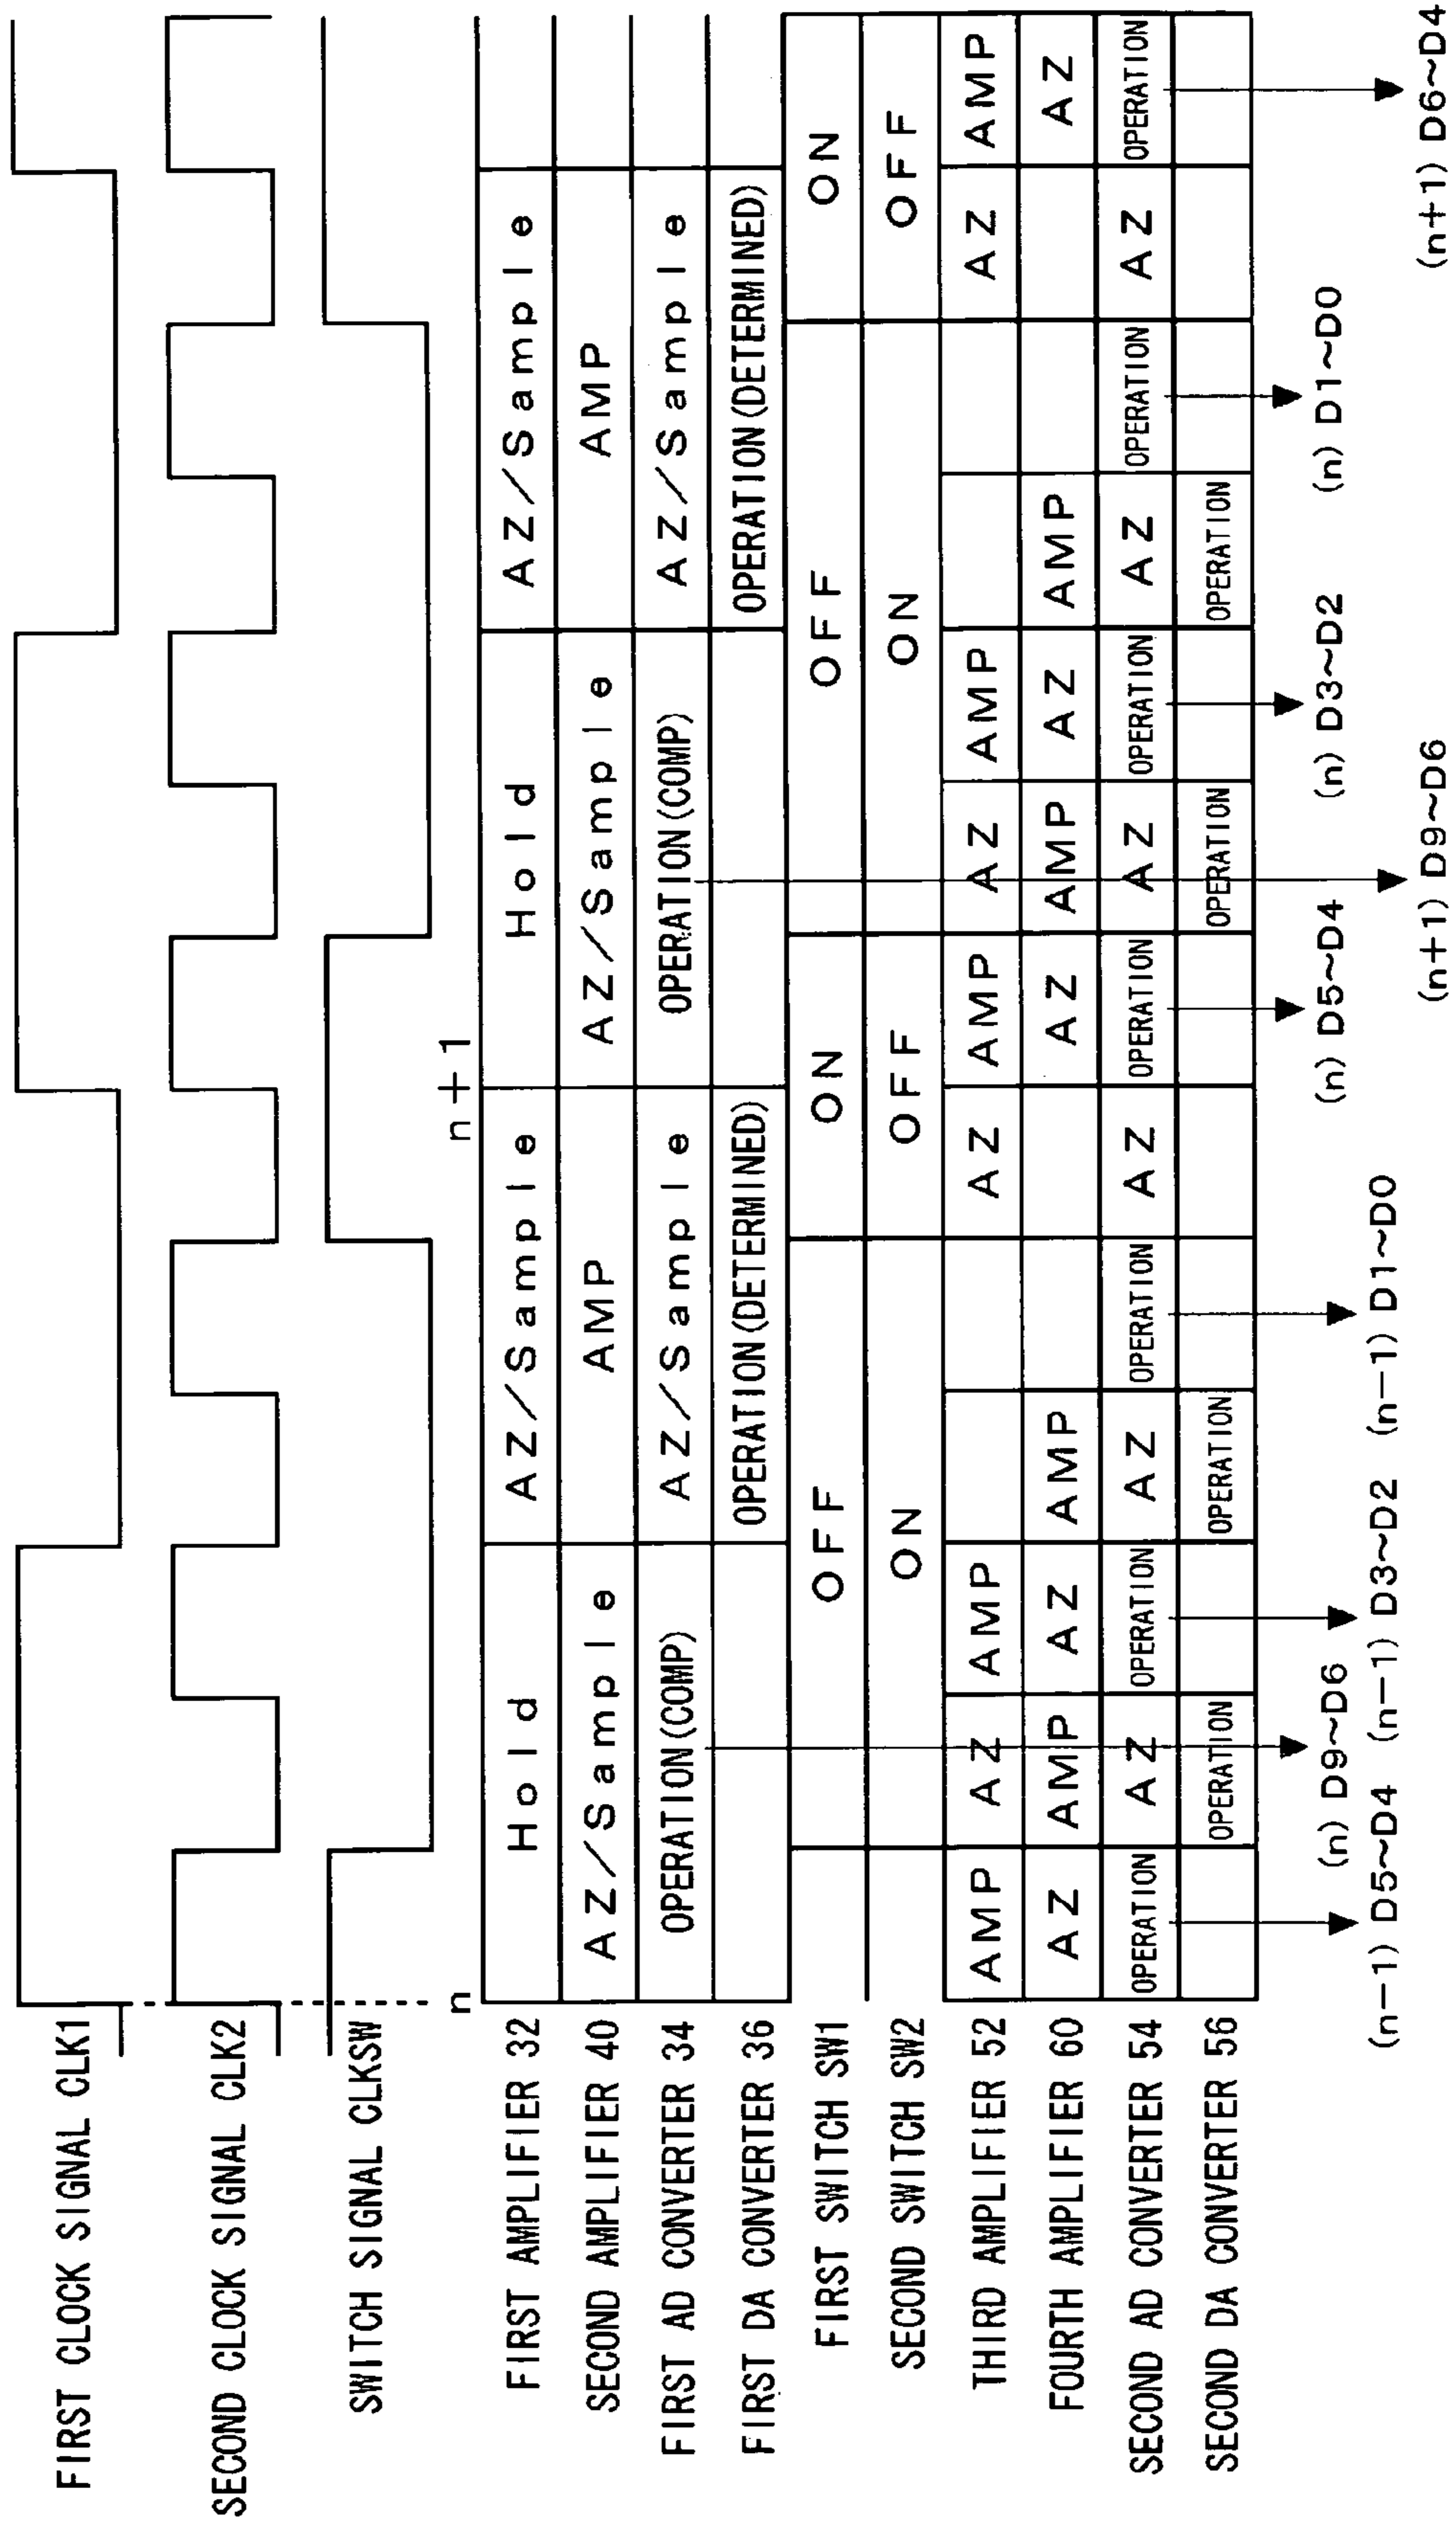 FIRST CLOCK SIGNAL CLK1
SECOND CLOCK SIGNAL CLK2
SWITCH SIGNAL CLKSW
n n+1
FIRST AMPLIFIER 32 Hold AZ/Sample Hold AZ/Sample
SECOND AMPLIFIER 40 AZ/Sample AMP AZ/Sample AMP
FIRST AD CONVERTER 34 OPERATION(COMP) AZ/Sample OPERATION(COMP) AZ/Sample
FIRST DA CONVERTER 36 OPERATION(DETERMINED) OPERATION(DETERMINED)
FIRST SWITCH SW1 OFF ON OFF ON
SECOND SWITCH SW2 ON OFF ON OFF
THIRD AMPLIFIER 52 AMP AZ AMP AZ AMP AZ AMP AZ AMP
FOURTH AMPLIFIER 60 AZ AMP AZ AMP AZ AMP AZ AMP AZ
SECOND AD CONVERTER 54 OPERATION AZ OPERATION AZ OPERATION AZ OPERATION AZ OPERATION AZ OPERATION AZ OPERATION
SECOND DA CONVERTER 56 OPERATION OPERATION OPERATION OPERATION
(n) D9~D6 (n) D5~D4 (n) D3~D2 (n) D1~D0
(n−1) D5~D4 (n−1) D3~D2 (n−1) D1~D0
(n+1) D9~D6 (n+1) D6~D4